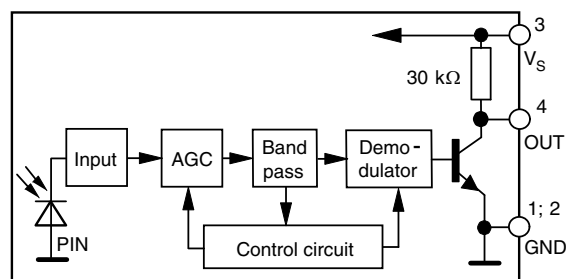 3
V_S
30 kΩ
4
OUT
Input
AGC
Band
pass
Demo-
dulator
1; 2
GND
PIN
Control circuit